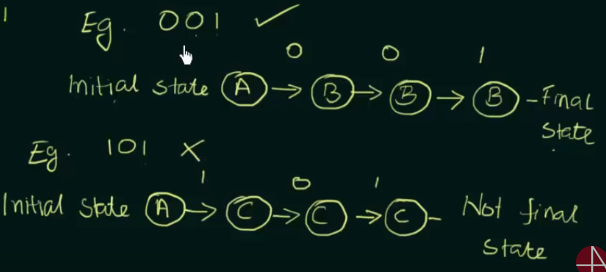 1
Eg. 001 ✓
0 0 1
Initial state A → B → B → B - Final state
Eg. 101 ✗
1 0 1
Initial state A → C → C → C - Not final state